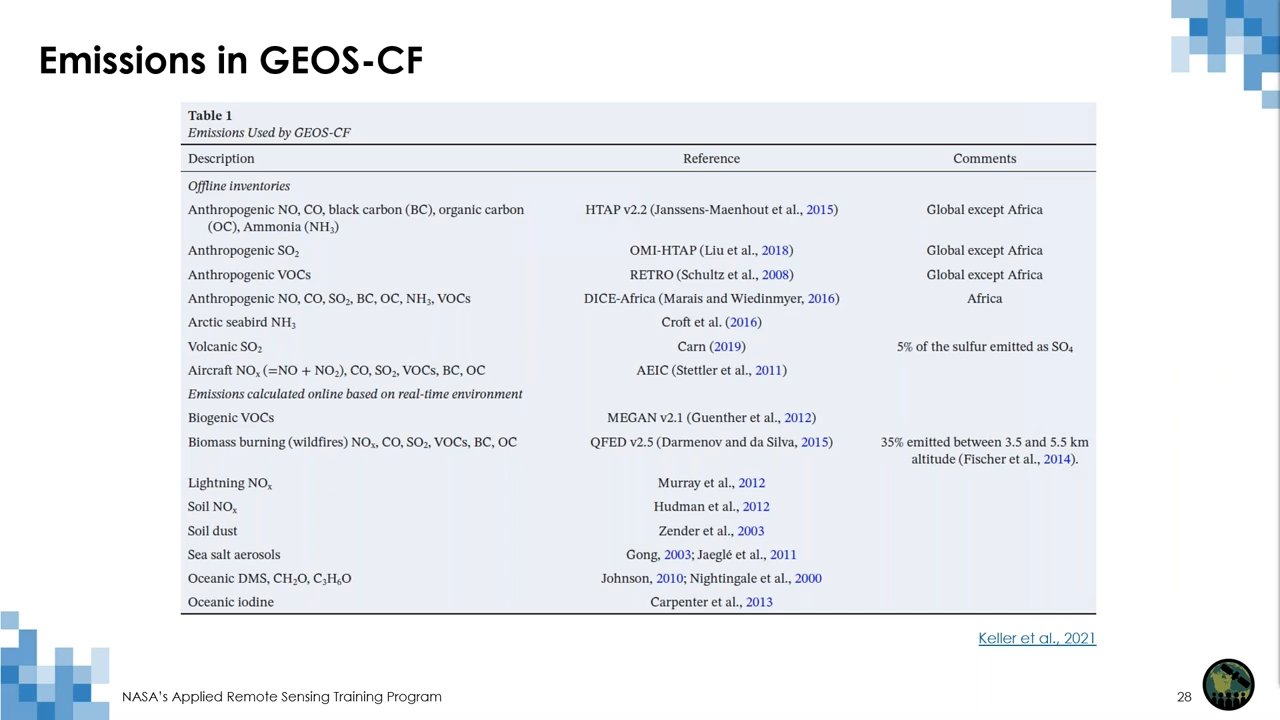 Emissions in GEOS-CF
Table 1
Emissions Used by GEOS-CF
Description Reference Comments
Offline inventories
Anthropogenic NO, CO, black carbon (BC), organic carbon HTAP v2.2 (Janssens-Maenhout et al., 2015) Global except Africa
(OC), Ammonia (NH₃)
Anthropogenic SO₂ OMI-HTAP (Liu et al., 2018) Global except Africa
Anthropogenic VOCs RETRO (Schultz et al., 2008) Global except Africa
Anthropogenic NO, CO, SO₂, BC, OC, NH₃, VOCs DICE-Africa (Marais and Wiedinmyer, 2016) Africa
Arctic seabird NH₃ Croft et al. (2016)
Volcanic SO₂ Carn (2019) 5% of the sulfur emitted as SO₄
Aircraft NOₓ (=NO + NO₂), CO, SO₂, VOCs, BC, OC AEIC (Stettler et al., 2011)
Emissions calculated online based on real-time environment
Biogenic VOCs MEGAN v2.1 (Guenther et al., 2012)
Biomass burning (wildfires) NOₓ, CO, SO₂, VOCs, BC, OC QFED v2.5 (Darmenov and da Silva, 2015) 35% emitted between 3.5 and 5.5 km
altitude (Fischer et al., 2014).
Lightning NOₓ Murray et al., 2012
Soil NOₓ Hudman et al., 2012
Soil dust Zender et al., 2003
Sea salt aerosols Gong, 2003; Jaeglé et al., 2011
Oceanic DMS, CH₂O, C₃H₆O Johnson, 2010; Nightingale et al., 2000
Oceanic iodine Carpenter et al., 2013
Keller et al., 2021
NASA's Applied Remote Sensing Training Program 28